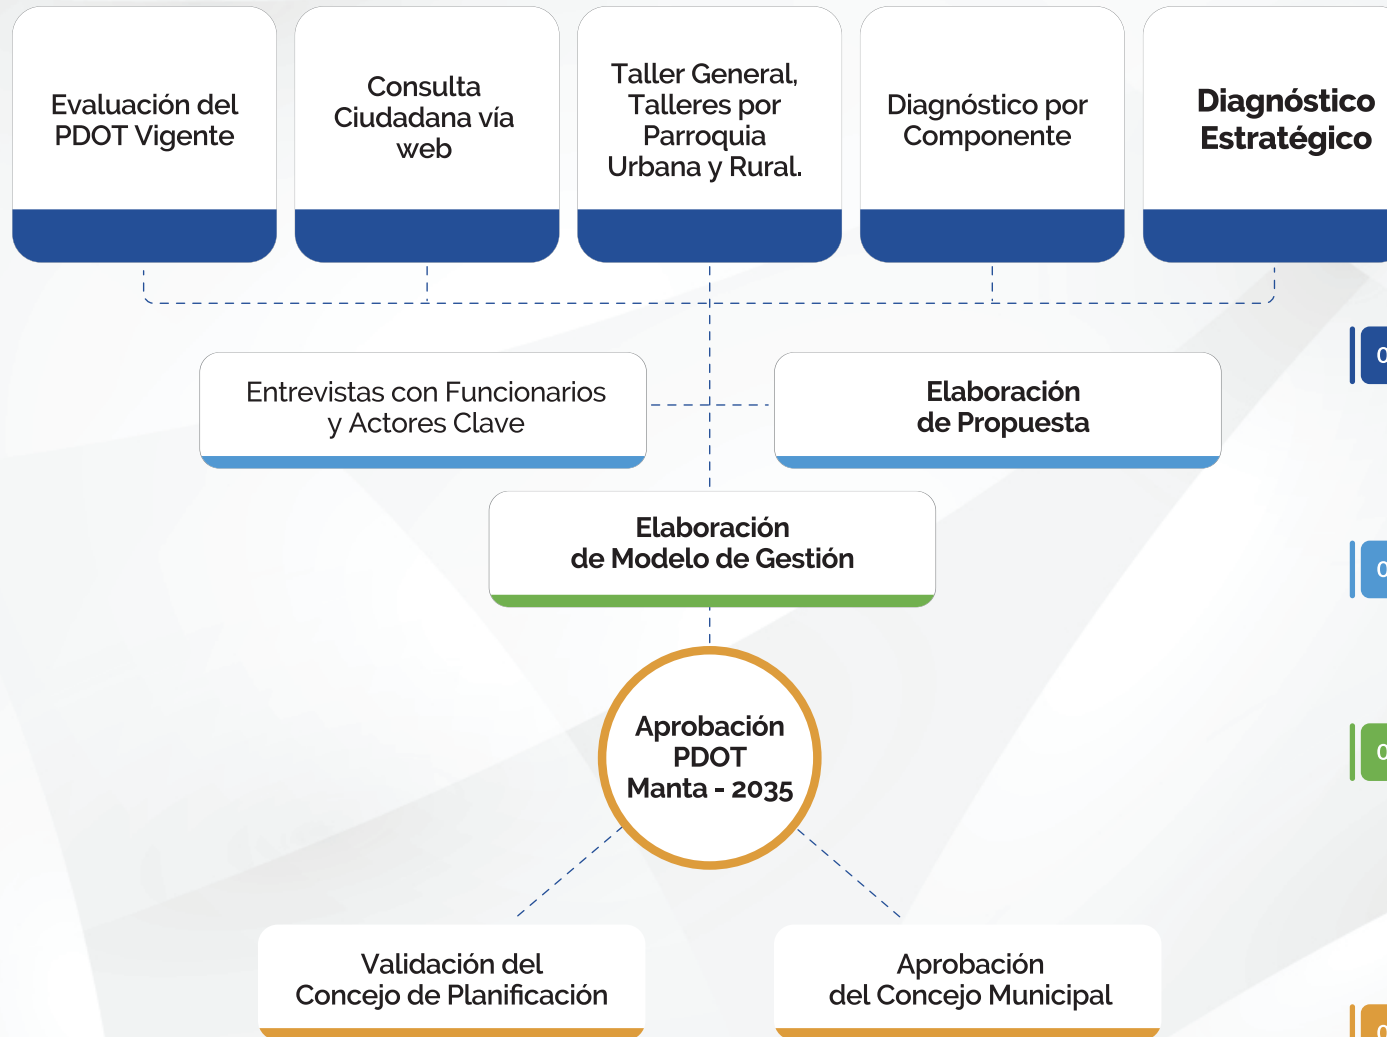 Evaluación del
PDOT Vigente
Consulta
Ciudadana vía
web
Taller General,
Talleres por
Parroquia
Urbana y Rural.
Diagnóstico por
Componente
Diagnóstico
Estratégico
Entrevistas con Funcionarios
y Actores Clave
Elaboración
de Propuesta
Elaboración
de Modelo de Gestión
Aprobación
PDOT
Manta - 2035
Validación del
Concejo de Planificación
Aprobación
del Concejo Municipal